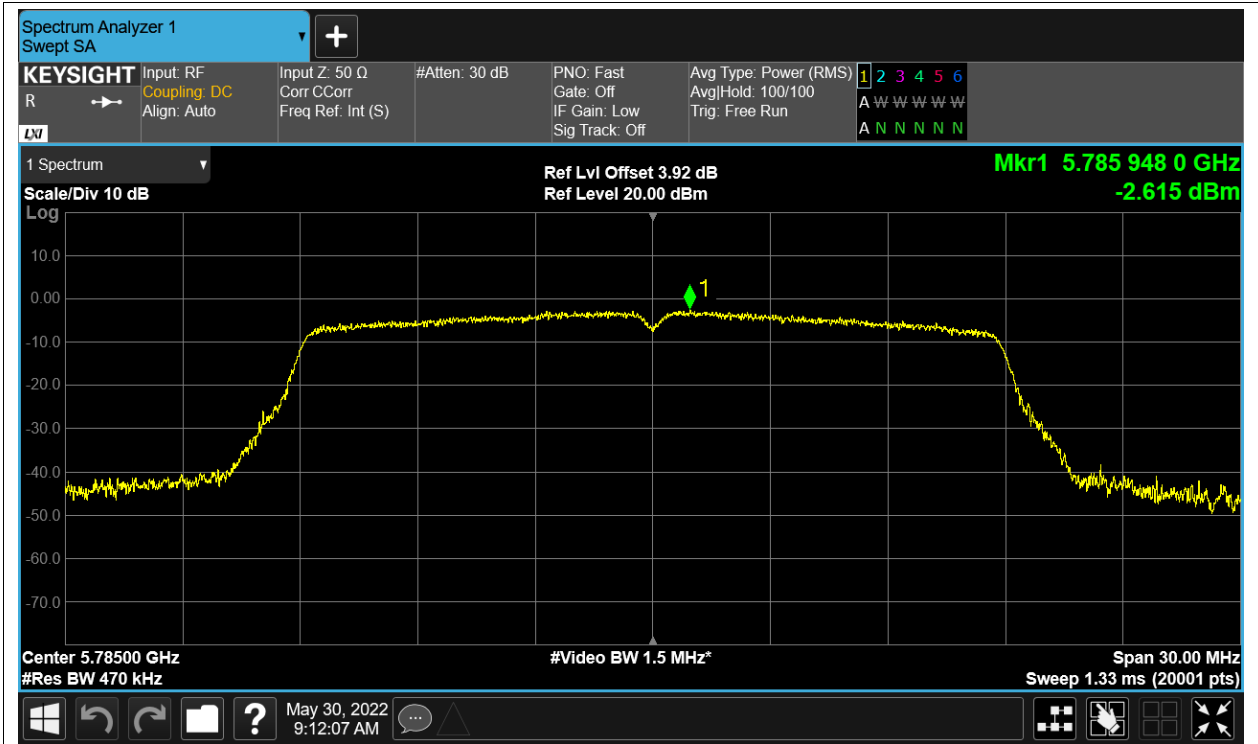 Spectrum Analyzer 1
Swept SA
KEYSIGHT
R
LXI
Input: RF
Coupling: DC
Align: Auto
Input Z: 50 Ω
Corr CCorr
Freq Ref: Int (S)
#Atten: 30 dB
PNO: Fast
Gate: Off
IF Gain: Low
Sig Track: Off
Avg Type: Power (RMS)
Avg|Hold: 100/100
Trig: Free Run
1 2 3 4 5 6
A W W W W W
A N N N N N
1 Spectrum
Scale/Div 10 dB
Log
Ref Lvl Offset 3.92 dB
Ref Level 20.00 dBm
Mkr1 5.785 948 0 GHz
-2.615 dBm
1
10.0
0.00
-10.0
-20.0
-30.0
-40.0
-50.0
-60.0
-70.0
Center 5.78500 GHz
#Res BW 470 kHz
#Video BW 1.5 MHz*
Span 30.00 MHz
Sweep 1.33 ms (20001 pts)
?
May 30, 2022
9:12:07 AM